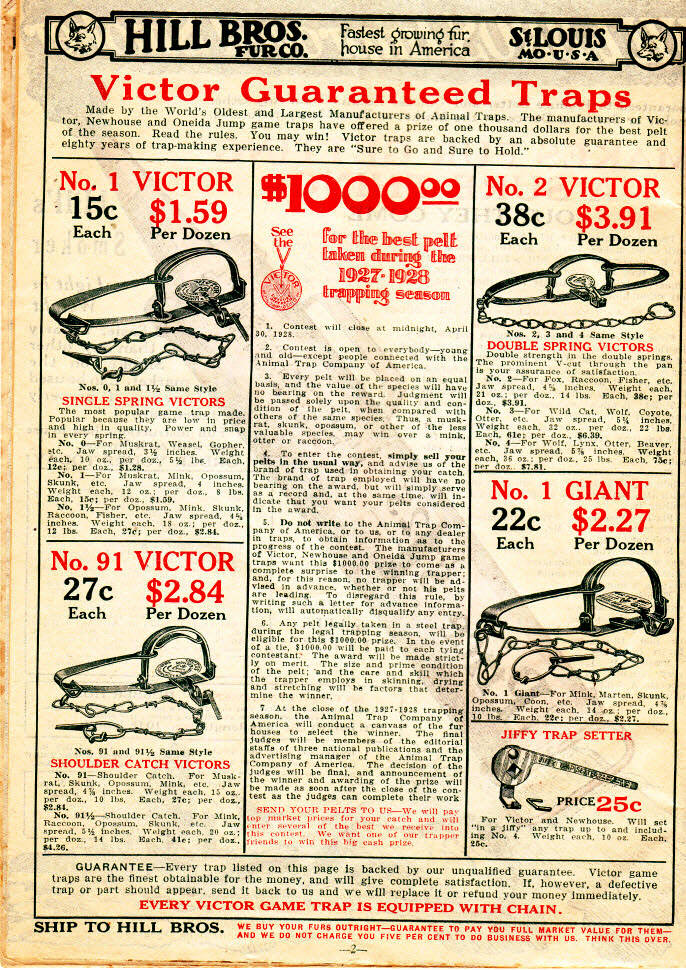 HILL BROS.
FUR CO.
Fastest growing fur
house in America
St LOUIS
MO·U·S·A
Victor Guaranteed Traps
Made by the World's Oldest and Largest Manufacturers of Animal Traps. The manufacturers of Vic-
tor, Newhouse and Oneida Jump game traps have offered a prize of one thousand dollars for the best pelt
of the season. Read the rules. You may win! Victor traps are backed by an absolute guarantee and
eighty years of trap-making experience. They are "Sure to Go and Sure to Hold."
No. 1 VICTOR
15c $1.59
Each Per Dozen
Nos. 0, 1 and 1½ Same Style
SINGLE SPRING VICTORS
The most popular game trap made.
Popular because they are low in price
and high in quality. Power and snap
in every spring.
No. 0—For Muskrat, Weasel, Gopher,
etc. Jaw spread, 3½ inches. Weight
each, 10 oz., per doz., 5½ lbs. Each,
12c; per doz., $1.28.
No. 1—For Muskrat, Mink, Opossum,
Skunk, etc. Jaw spread, 4 inches.
Weight each, 12 oz.; per doz., 8 lbs.
Each, 15c; per doz., $1.59.
No. 1½—For Opossum, Mink, Skunk,
Raccoon, Fisher, etc. Jaw spread, 4⅞
inches. Weight each, 18 oz.; per doz.,
12 lbs. Each, 27c; per doz., $2.84.
No. 91 VICTOR
27c $2.84
Each Per Dozen
Nos. 91 and 91½ Same Style
SHOULDER CATCH VICTORS
No. 91—Shoulder Catch. For Musk-
rat, Skunk, Opossum, Mink, etc. Jaw
spread, 4⅞ inches. Weight each, 15 oz.;
per doz., 10 lbs. Each, 27c; per doz.,
$2.84.
No. 91½—Shoulder Catch. For Mink,
Raccoon, Opossum, Skunk, etc. Jaw
spread, 5½ inches. Weight each, 20 oz.;
per doz., 14 lbs. Each, 41c; per doz.,
$4.26.
$1000.00
See
the
VICTOR
for the best pelt
taken during the
1927-1928
trapping season
1. Contest will close at midnight, April
30, 1928.
2. Contest is open to everybody—young
and old—except people connected with the
Animal Trap Company of America.
3. Every pelt will be placed on an equal
basis, and the value of the species will have
no bearing on the reward. Judgment will
be passed solely upon the quality and con-
dition of the pelt, when compared with
others of the same species. Thus, a musk-
rat, skunk, opossum, or other of the less
valuable species, may win over a mink,
otter or raccoon.
4. To enter the contest, simply sell your
pelts in the usual way, and advise us of the
brand of trap used in obtaining your catch.
The brand of trap employed will have no
bearing on the award, but will simply serve
as a record and, at the same time, will in-
dicate that you want your pelts considered
in the award.
5. Do not write to the Animal Trap Com-
pany of America, or to us, or to any dealer
in traps, to obtain information as to the
progress of the contest. The manufacturers
of Victor, Newhouse and Oneida Jump game
traps want this $1000.00 prize to come as a
complete surprise to the winning trapper;
and, for this reason, no trapper will be ad-
vised in advance, whether or not his pelts
are leading. To disregard this rule, by
writing such a letter for advance informa-
tion, will automatically disqualify any entry.
6. Any pelt legally taken in a steel trap,
during the legal trapping season, will be
eligible for this $1000.00 prize. In the event
of a tie, $1000.00 will be paid to each tying
contestant. The award will be made strict-
ly on merit. The size and prime condition
of the pelt; and the care and skill which
the trapper employs in skinning, drying
and stretching will be factors that deter-
mine the winner.
7 At the close of the 1927-1928 trapping
season, the Animal Trap Company of
America will conduct a canvass of the fur
houses to select the winner. The final
judges will be members of the editorial
staffs of three national publications and the
advertising manager of the Animal Trap
Company of America. The decision of the
judges will be final, and announcement of
the winner and awarding of the prize will
be made as soon after the close of the con-
test as the judges can complete their work
SEND YOUR PELTS TO US—We will pay
top market prices for your catch and will
enter several of the best we receive into
this contest. We want one of our trapper
friends to win this big cash prize.
No. 2 VICTOR
38c $3.91
Each Per Dozen
Nos. 2, 3 and 4 Same Style
DOUBLE SPRING VICTORS
Double strength in the double springs.
The prominent V-cut through the pan
is your assurance of satisfaction.
No. 2—For Fox, Raccoon, Fisher, etc.
Jaw spread, 4⅞ inches. Weight each,
21 oz.; per doz., 14 lbs. Each, 38c; per
doz., $3.91.
No. 3—For Wild Cat, Wolf, Coyote,
Otter, etc. Jaw spread, 5⅞ inches.
Weight each, 32 oz.; per doz., 22 lbs.
Each, 61c; per doz., $6.39.
No. 4—For Wolf, Lynx, Otter, Beaver,
etc. Jaw spread, 5⅞ inches. Weight
each, 36 oz.; per doz., 25 lbs. Each, 75c;
per doz., $7.81.
No. 1 GIANT
22c $2.27
Each Per Dozen
No. 1 Giant—For Mink, Marten, Skunk,
Opossum, Coon, etc. Jaw spread, 4⅞
inches. Weight each, 14 oz.; per doz.,
10 lbs. Each, 22c; per doz., $2.27.
JIFFY TRAP SETTER
PRICE 25c
For Victor and Newhouse. Will set
"in a jiffy" any trap up to and includ-
ing No. 4. Weight each, 10 oz. Each,
25c.
GUARANTEE—Every trap listed on this page is backed by our unqualified guarantee. Victor game
traps are the finest obtainable for the money, and will give complete satisfaction. If, however, a defective
trap or part should appear, send it back to us and we will replace it or refund your money immediately.
EVERY VICTOR GAME TRAP IS EQUIPPED WITH CHAIN.
SHIP TO HILL BROS.
WE BUY YOUR FURS OUTRIGHT—GUARANTEE TO PAY YOU FULL MARKET VALUE FOR THEM—
AND WE DO NOT CHARGE YOU FIVE PER CENT TO DO BUSINESS WITH US. THINK THIS OVER.
—2—